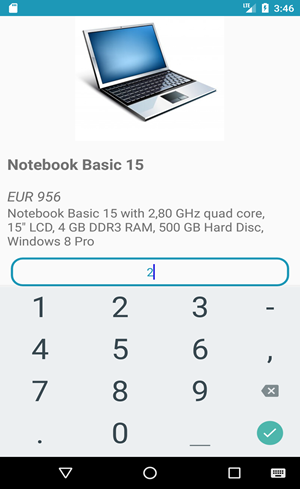 LTE 3:46
Notebook Basic 15
EUR 956
Notebook Basic 15 with 2,80 GHz quad core,
15" LCD, 4 GB DDR3 RAM, 500 GB Hard Disc,
Windows 8 Pro
2
1 2 3 -
4 5 6 ,
7 8 9
. 0 _